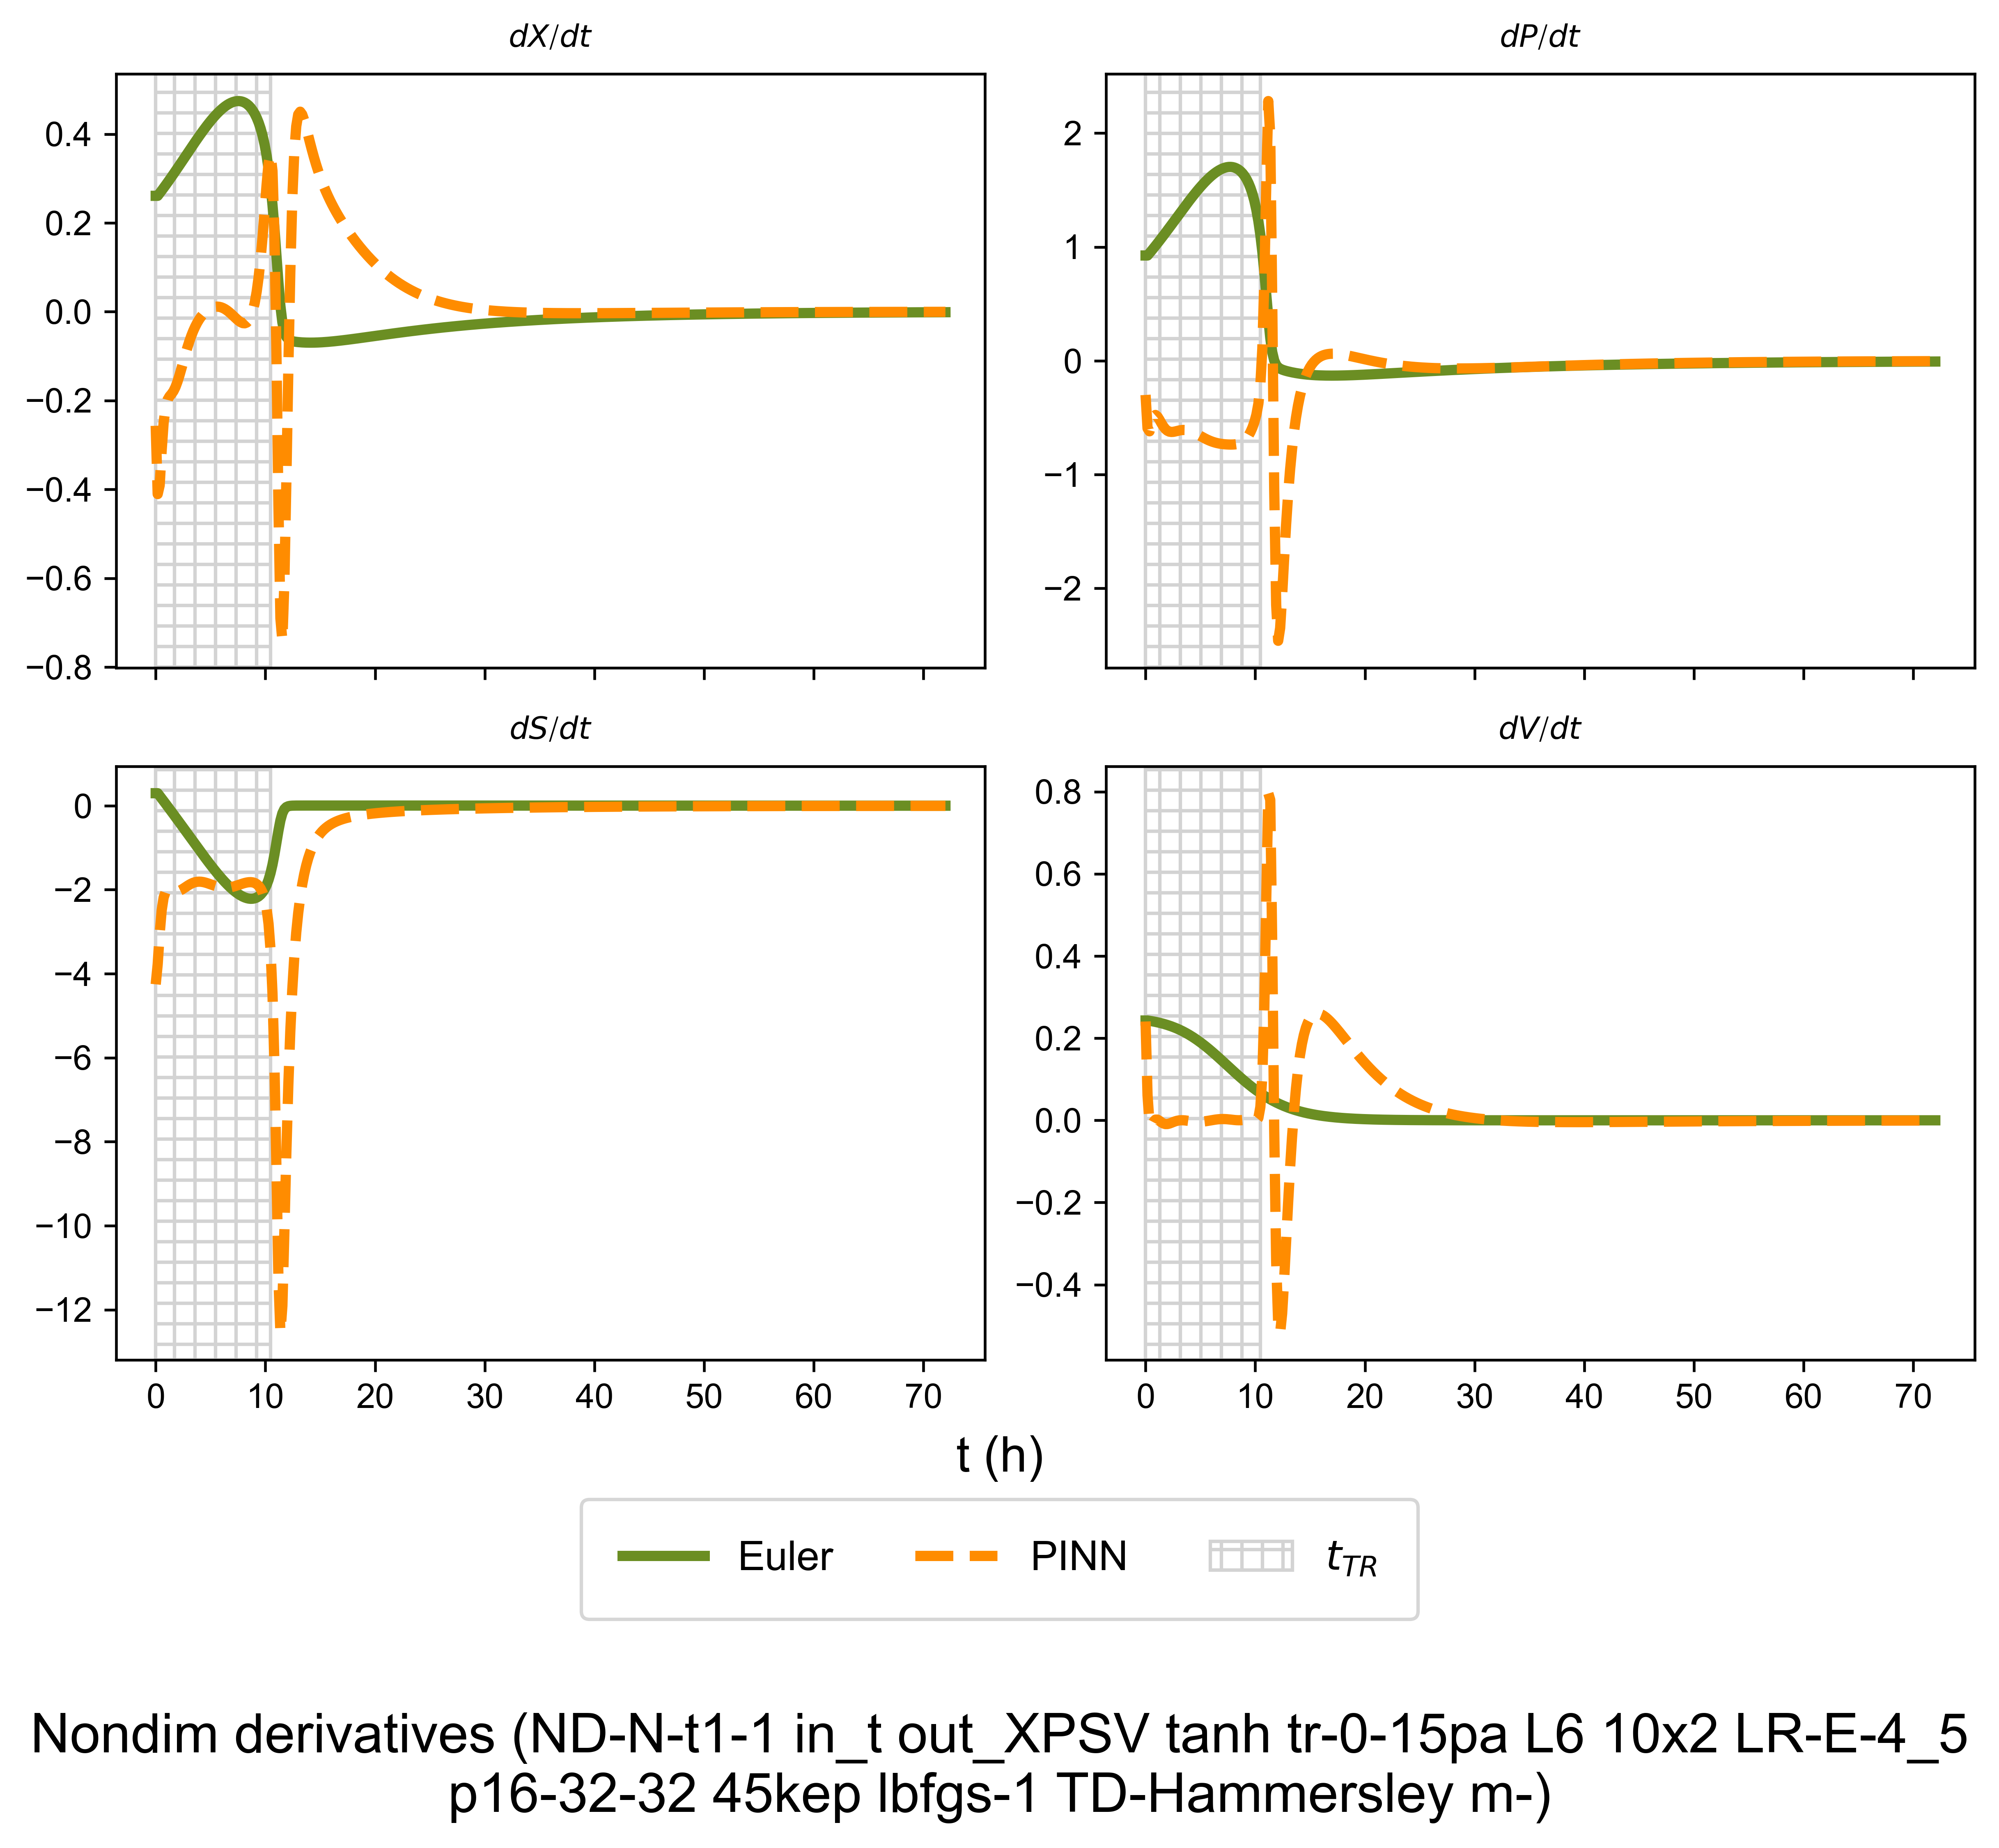 dX/dt
dP/dt
0.4
0.2
0.0
−0.2
−0.4
−0.6
−0.8
2
1
0
−1
−2
dS/dt
dV/dt
0
−2
−4
−6
−8
−10
−12
0 10 20 30 40 50 60 70
0.8
0.6
0.4
0.2
0.0
−0.2
−0.4
0 10 20 30 40 50 60 70
t (h)
Euler PINN t_TR
Nondim derivatives (ND-N-t1-1 in_t out_XPSV tanh tr-0-15pa L6 10x2 LR-E-4_5
p16-32-32 45kep lbfgs-1 TD-Hammersley m-)